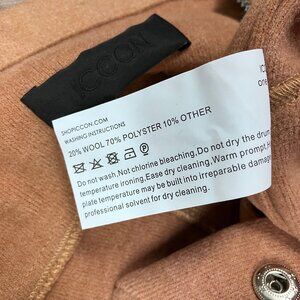 ICCON
SHOPICCON.COM
WASHING INSTRUCTIONS
20% WOOL 70% POLYSTER 10% OTHER
Do not wash.Not chlorine bleaching.Do not dry the drum
temperature ironing,Ease dry cleaning,Warm prompt,H
plate temperature may be built into irreparable damage
professional solvent for dry cleaning.